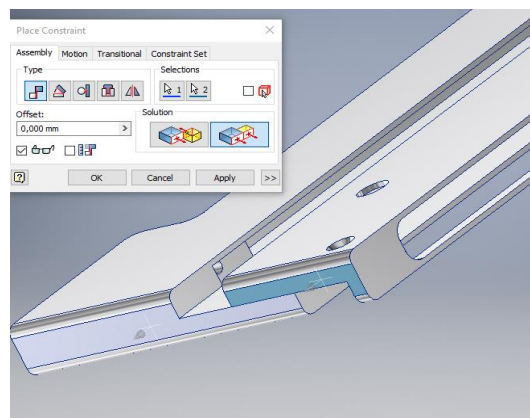 Place Constraint
Assembly Motion Transitional Constraint Set
Type
Selections
1 2
Offset:
Solution
0,000 mm >
? OK Cancel Apply >>